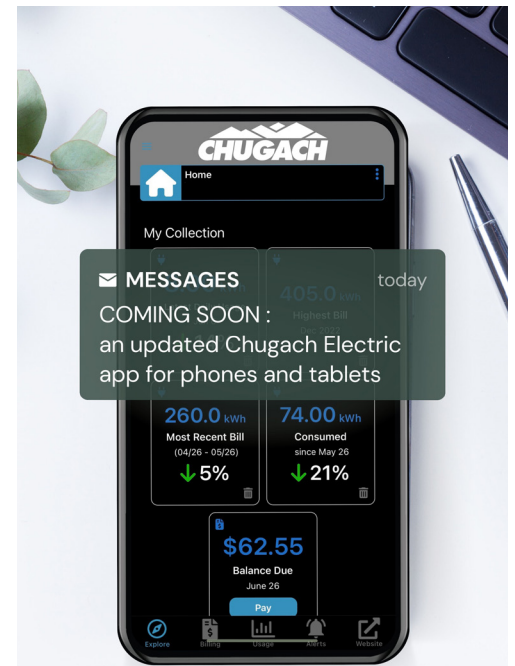 CHUGACH
Home
My Collection
MESSAGES today
COMING SOON :
an updated Chugach Electric
app for phones and tablets
405.0 kWh
Highest Bill
Dec 2022
260.0 kWh
Most Recent Bill
(04/26 - 05/26)
5%
74.00 kWh
Consumed
since May 26
21%
$62.55
Balance Due
June 26
Pay
Explore Billing Usage Alerts Website